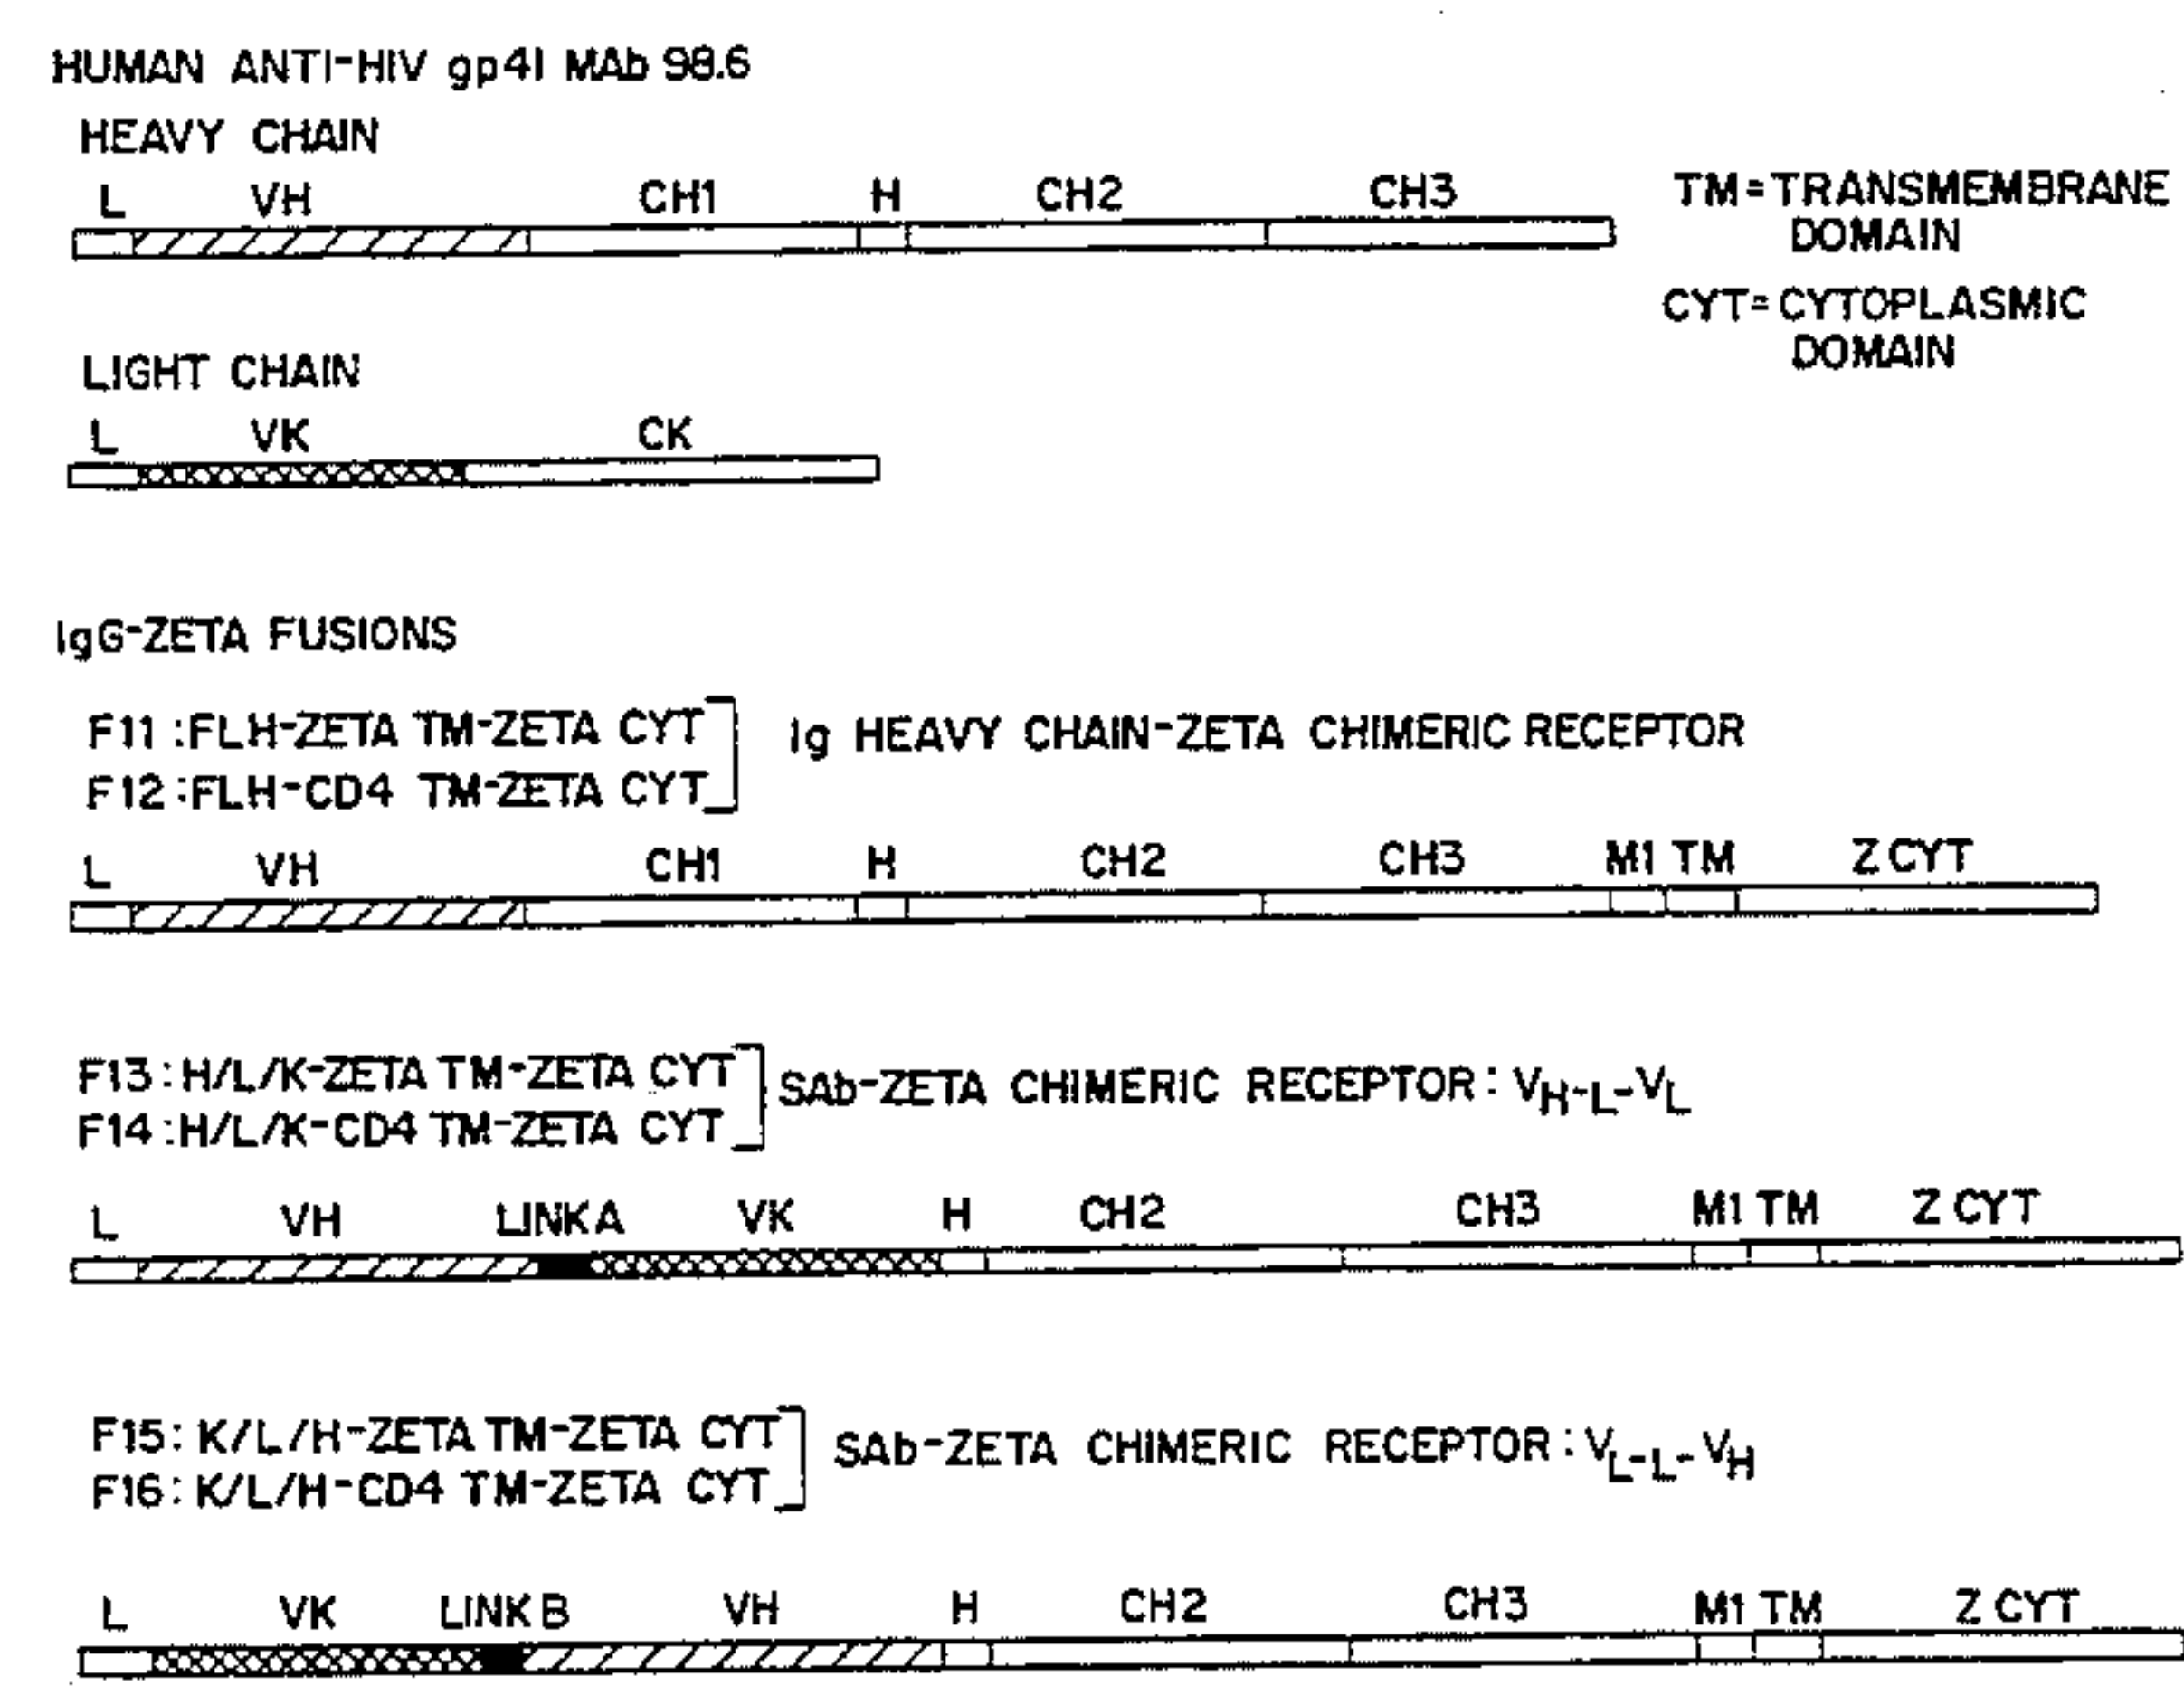 HUMAN ANTI-HIV gp41 MAb 98.6
HEAVY CHAIN
L VH CH1 H CH2 CH3
TM=TRANSMEMBRANE
DOMAIN
CYT=CYTOPLASMIC
DOMAIN
LIGHT CHAIN
L VK CK
IgG-ZETA FUSIONS
F11:FLH-ZETA TM-ZETA CYT
F12:FLH-CD4 TM-ZETA CYT
Ig HEAVY CHAIN-ZETA CHIMERIC RECEPTOR
L VH CH1 H CH2 CH3 M1 TM Z CYT
F13:H/L/K-ZETA TM-ZETA CYT
F14:H/L/K-CD4 TM-ZETA CYT
SAb-ZETA CHIMERIC RECEPTOR: VH-L-VL
L VH LINK A VK H CH2 CH3 M1 TM Z CYT
F15: K/L/H-ZETA TM-ZETA CYT
F16: K/L/H-CD4 TM-ZETA CYT
SAb-ZETA CHIMERIC RECEPTOR: VL-L-VH
L VK LINK B VH H CH2 CH3 M1 TM Z CYT